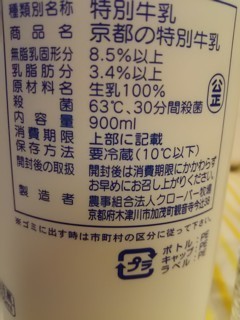 種類別名称 特別牛乳
商品名 京都の特別牛乳
無脂乳固形分 8.5%以上
乳脂肪分 3.4%以上
原材料名 生乳100%
殺菌 63℃、30分間殺菌
内容量 900ml
消費期限 上部に記載
保存方法 要冷蔵(10℃以下)
開封後の取扱 開封後は消費期限にかかわらず
お早めにお召し上がりください。
製造者 農事組合法人クローバー牧場
京都府木津川市加茂町観音寺
公正
※ゴミに出す時は市町村の区分に従って下さい。
プラ
ボトル:PE
キャップ:PE
ラベル: